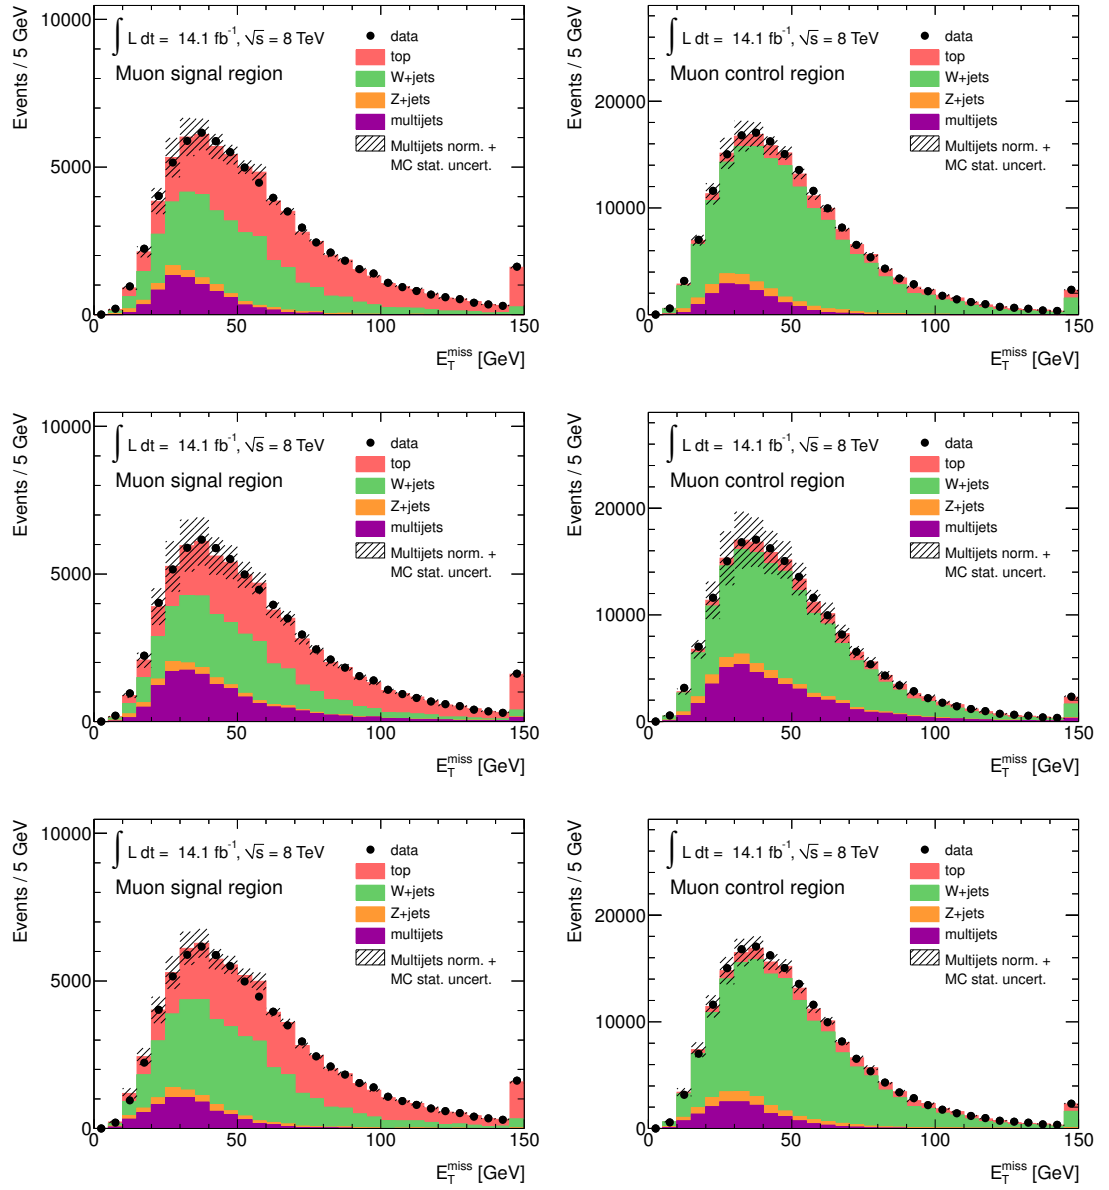 Events / 5 GeV
10000
5000
0
∫ L dt = 14.1 fb⁻¹, √s = 8 TeV
Muon signal region
data
top
W+jets
Z+jets
multijets
Multijets norm. +
MC stat. uncert.
0 50 100 150
E_T^miss [GeV]
Events / 5 GeV
20000
10000
0
∫ L dt = 14.1 fb⁻¹, √s = 8 TeV
Muon control region
data
top
W+jets
Z+jets
multijets
Multijets norm. +
MC stat. uncert.
0 50 100 150
E_T^miss [GeV]
Events / 5 GeV
10000
5000
0
∫ L dt = 14.1 fb⁻¹, √s = 8 TeV
Muon signal region
data
top
W+jets
Z+jets
multijets
Multijets norm. +
MC stat. uncert.
0 50 100 150
E_T^miss [GeV]
Events / 5 GeV
20000
10000
0
∫ L dt = 14.1 fb⁻¹, √s = 8 TeV
Muon control region
data
top
W+jets
Z+jets
multijets
Multijets norm. +
MC stat. uncert.
0 50 100 150
E_T^miss [GeV]
Events / 5 GeV
10000
5000
0
∫ L dt = 14.1 fb⁻¹, √s = 8 TeV
Muon signal region
data
top
W+jets
Z+jets
multijets
Multijets norm. +
MC stat. uncert.
0 50 100 150
E_T^miss [GeV]
Events / 5 GeV
20000
10000
0
∫ L dt = 14.1 fb⁻¹, √s = 8 TeV
Muon control region
data
top
W+jets
Z+jets
multijets
Multijets norm. +
MC stat. uncert.
0 50 100 150
E_T^miss [GeV]